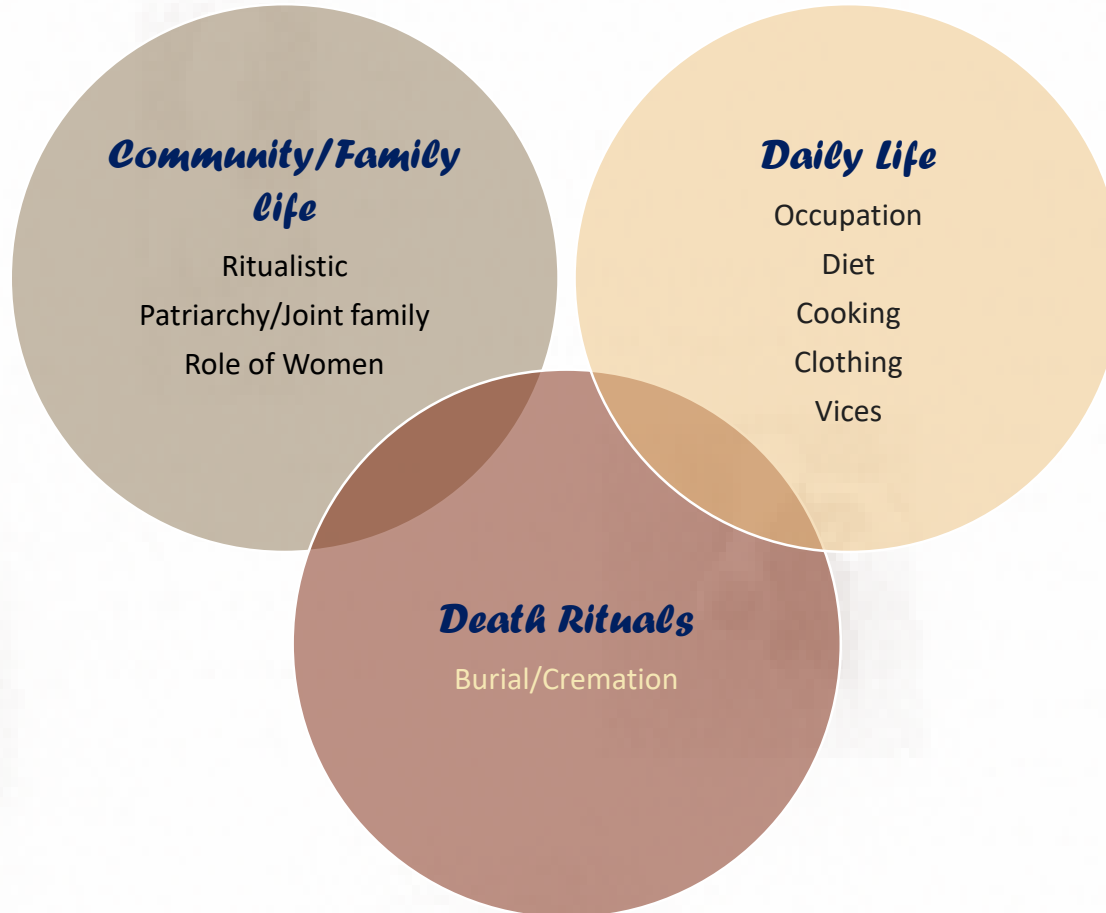 Community/Family
life
Ritualistic
Patriarchy/Joint family
Role of Women
Daily Life
Occupation
Diet
Cooking
Clothing
Vices
Death Rituals
Burial/Cremation